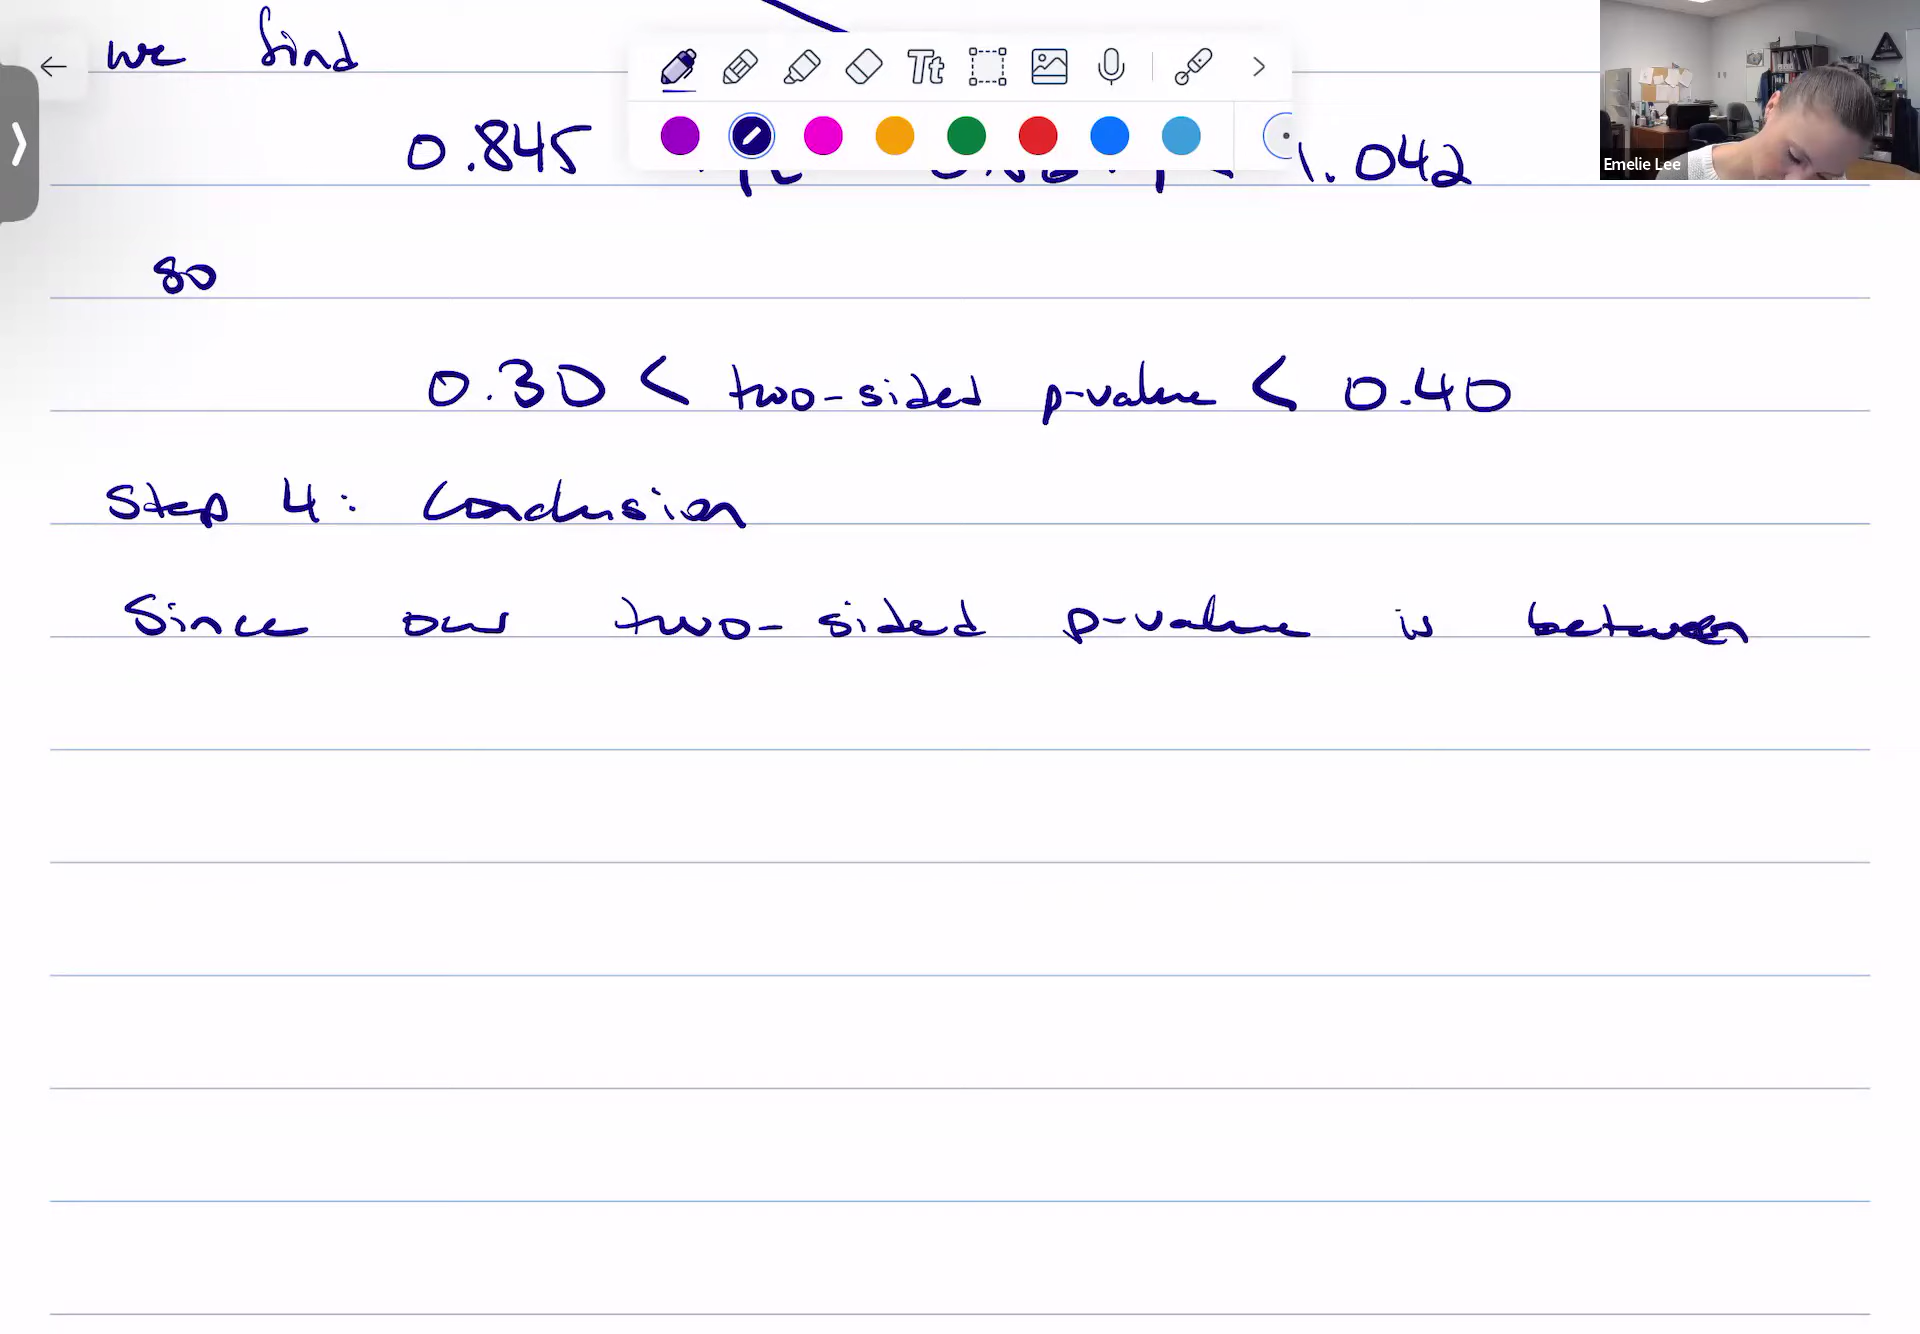 we find
Tt
0.845 1.042
Emelie Lee
so
0.30 < two-sided p-value < 0.40
Step 4: Conclusion
Since our two-sided p-value is between